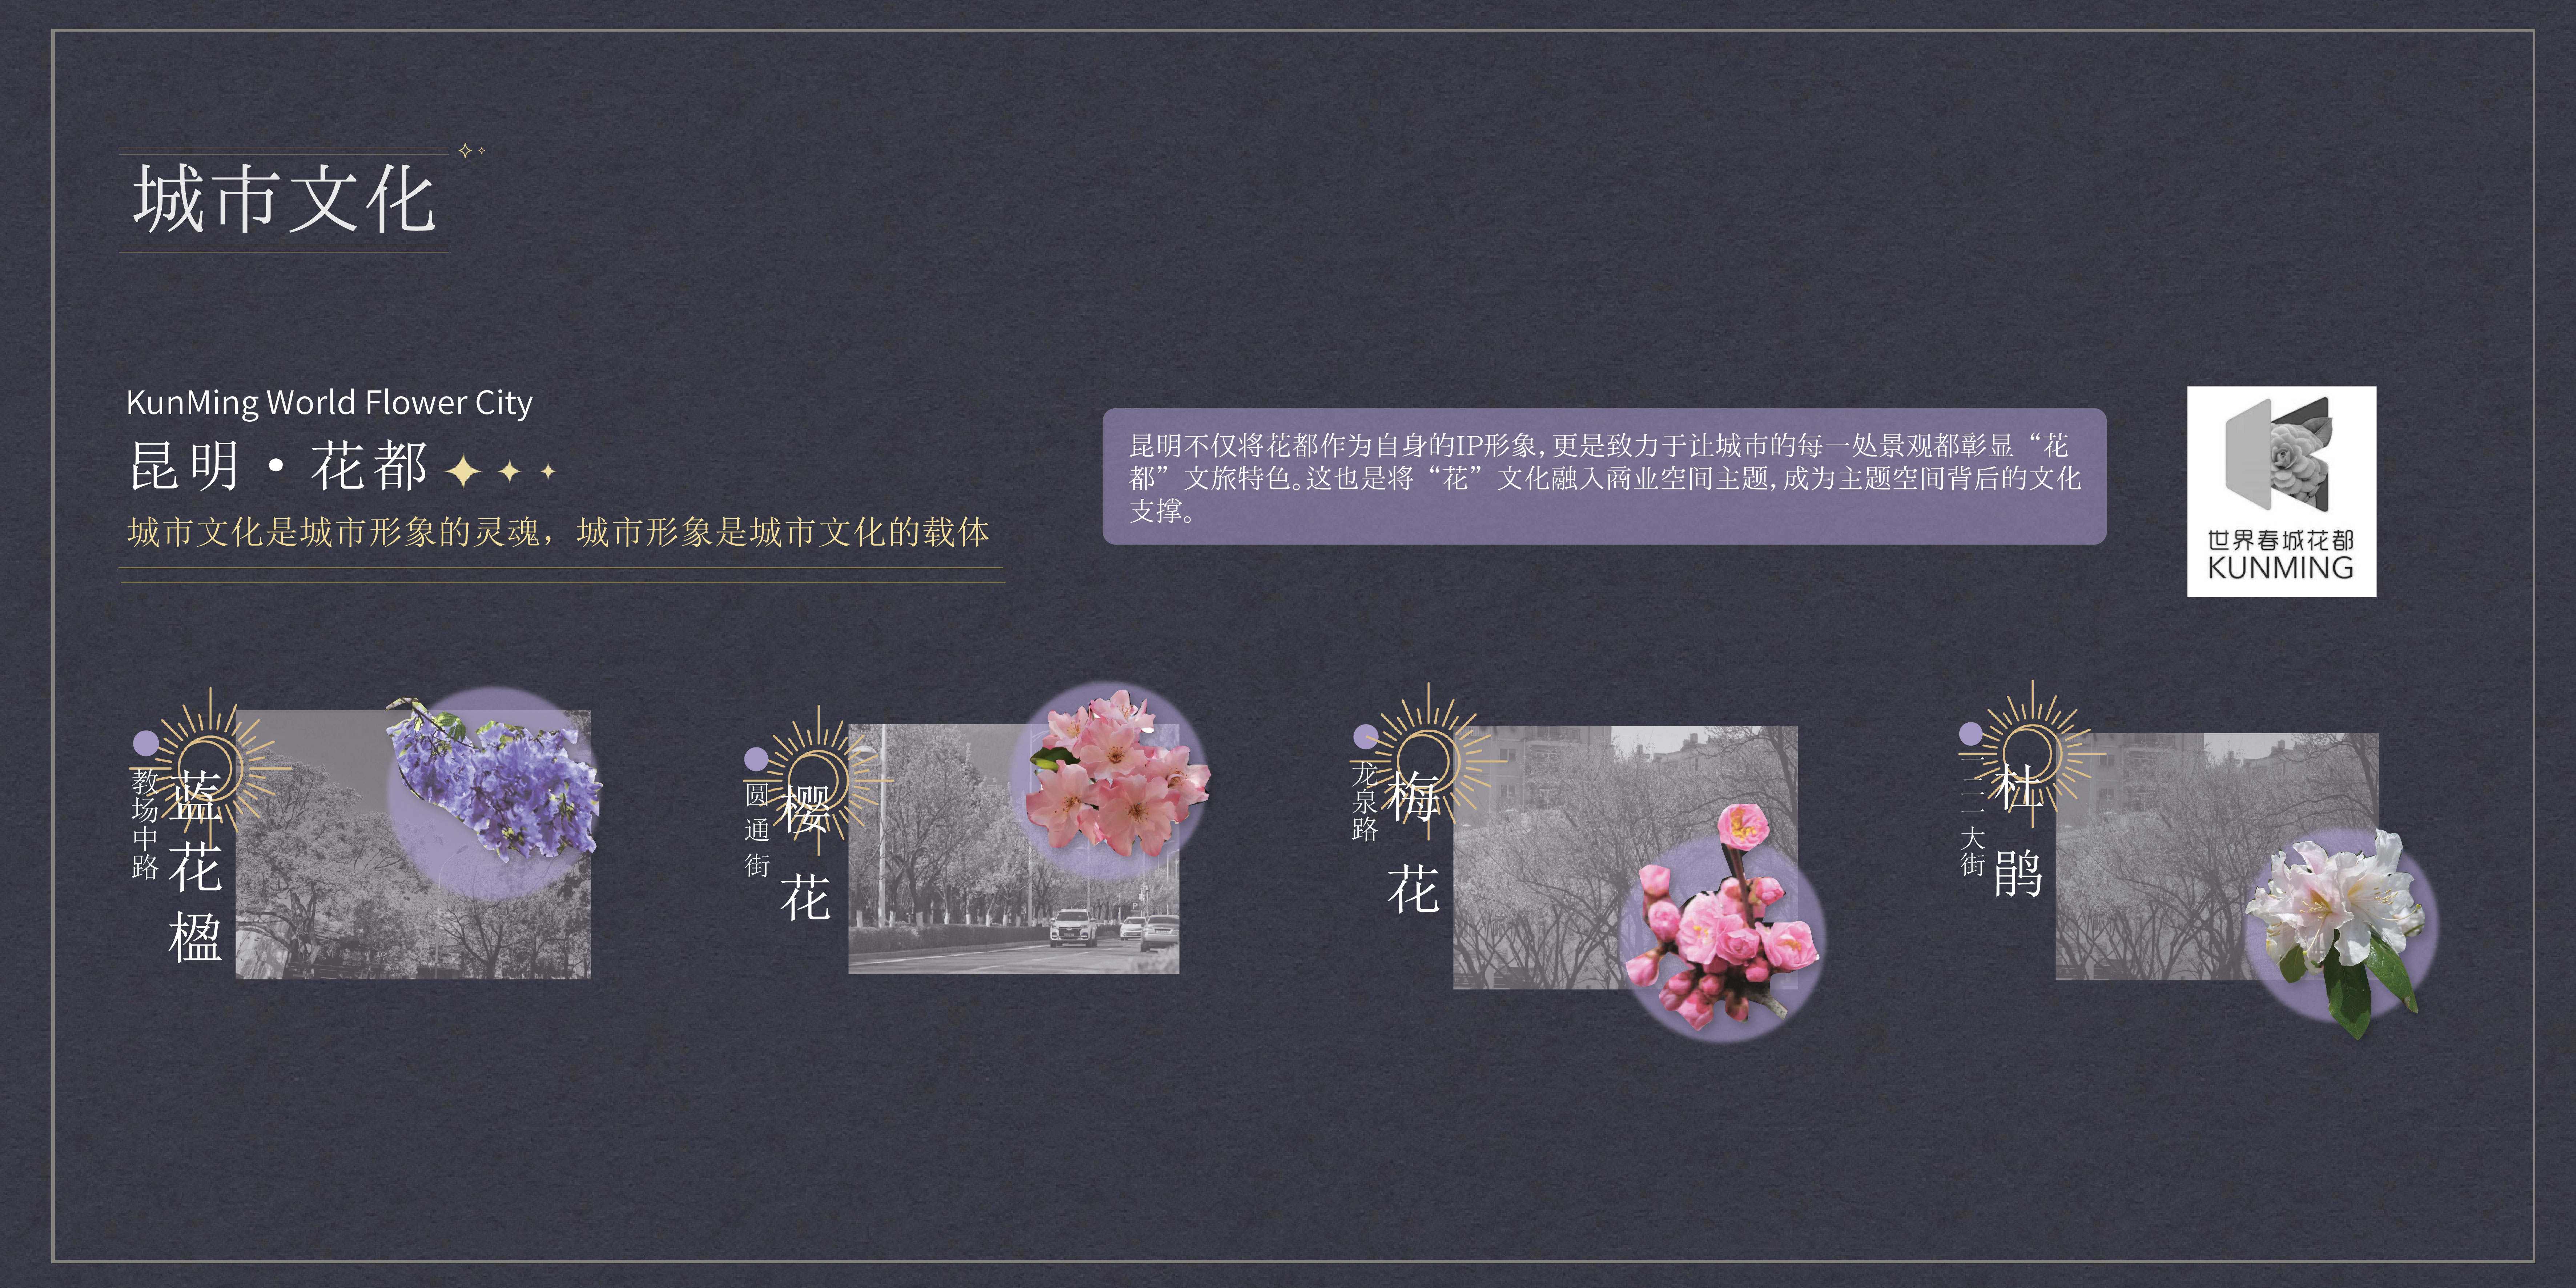 城市文化
KunMing World Flower City
昆明·花都
城市文化是城市形象的灵魂，城市形象是城市文化的载体
昆明不仅将花都作为自身的IP形象，更是致力于让城市的每一处景观都彰显“花
都”文旅特色。这也是将“花”文化融入商业空间主题，成为主题空间背后的文化
支撑。
世界春城花都
KUNMING
教场中路
蓝花楹
圆通街
樱花
龙泉路
梅花
一二一大街
杜鹃